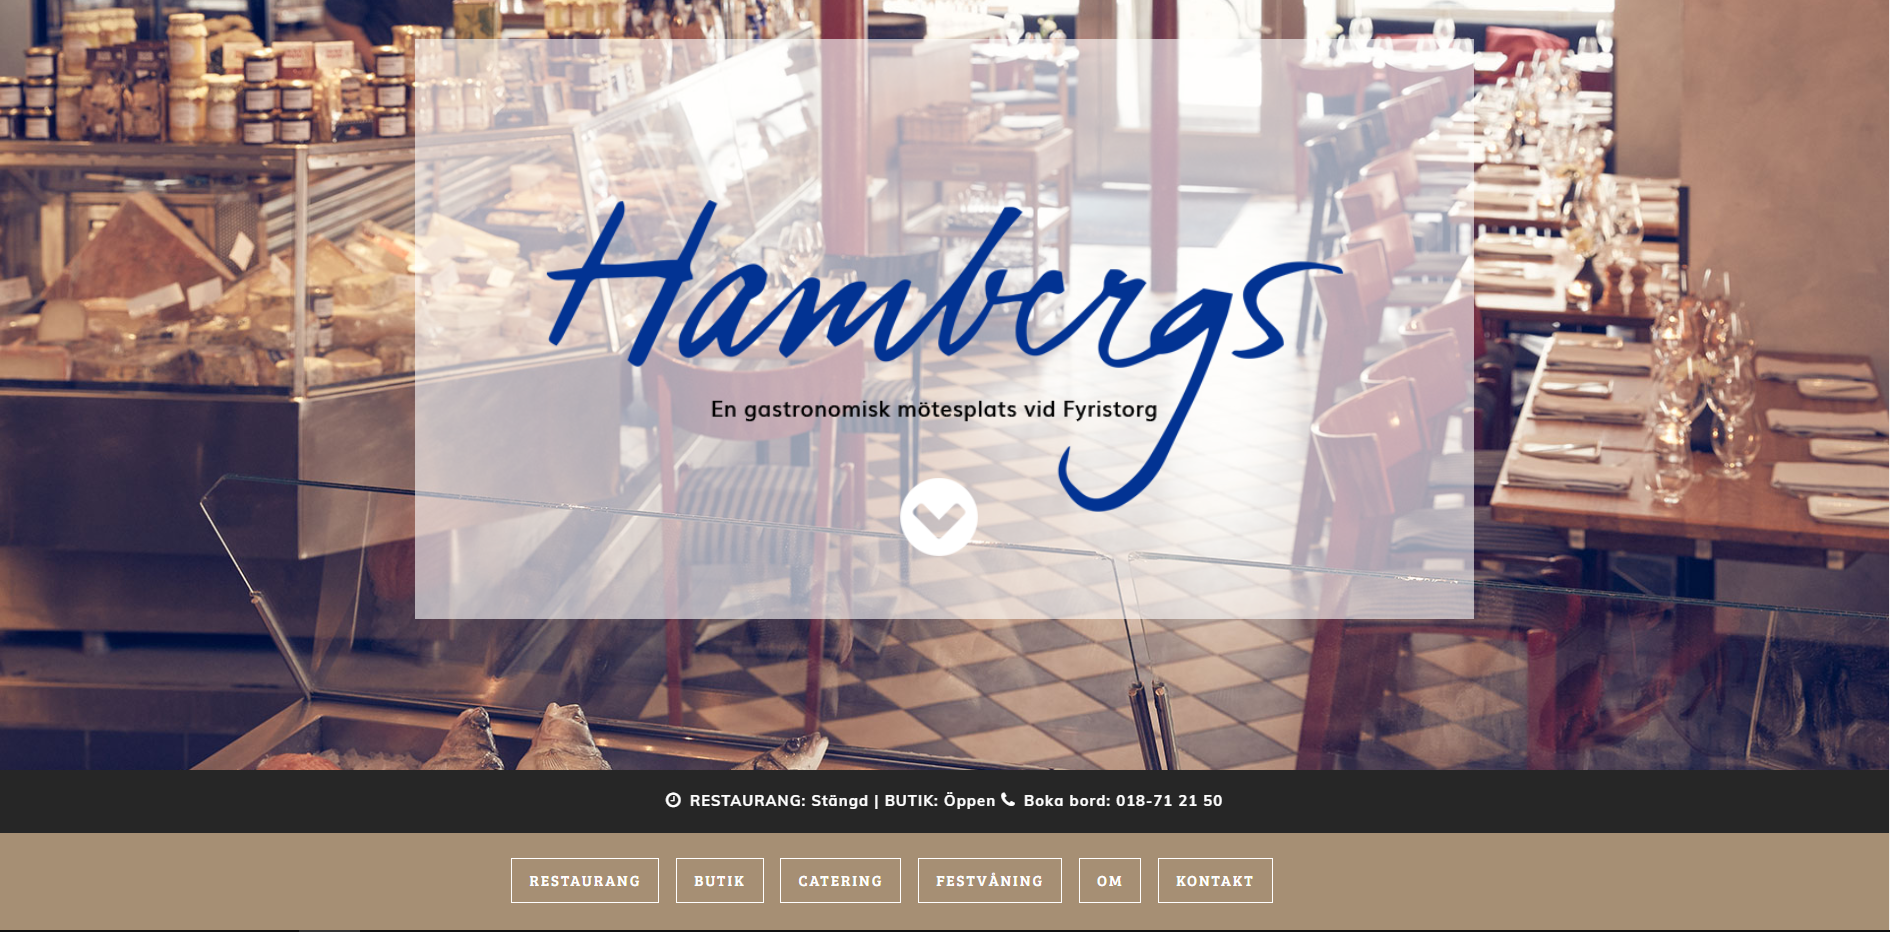 Hambergs
En gastronomisk mötesplats vid Fyristorg
RESTAURANG: Stängd | BUTIK: Öppen Boka bord: 018-71 21 50
RESTAURANG BUTIK CATERING FESTVÅNING OM KONTAKT